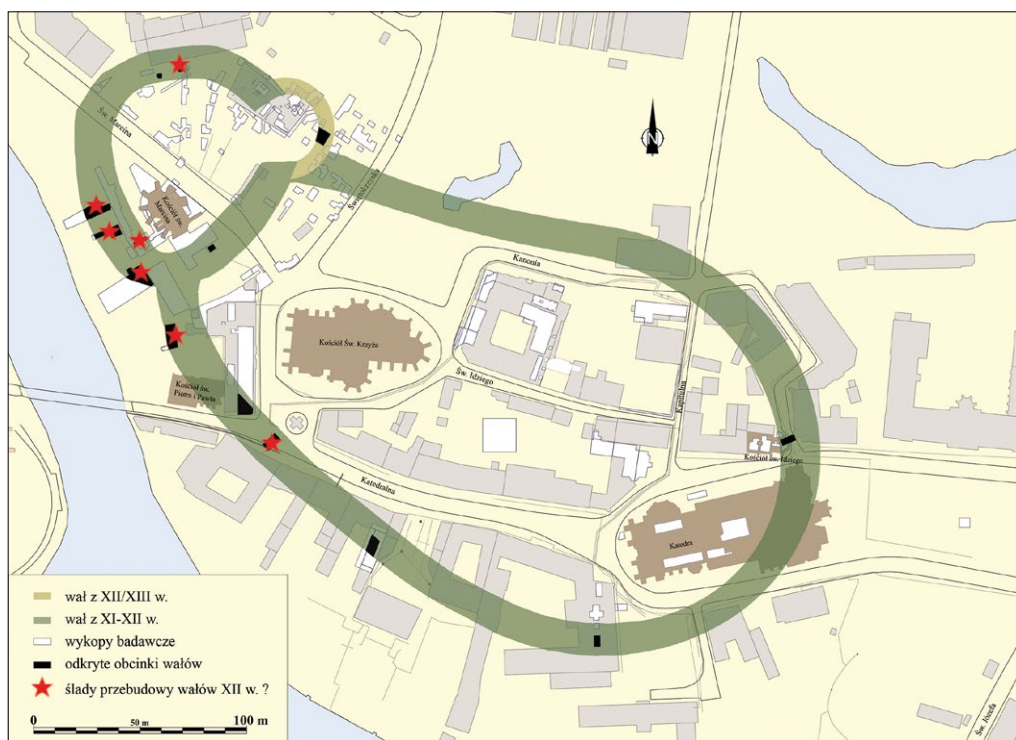 Św. Marcina
N
Świętokrzyska
Kościół św.
Marcina
Kanonia
Kościół Św. Krzyża
Św. Idziego
Kapitulna
Kościół św.
Piotra i Pawła
Kościół św. Idziego
Katedralna
Katedra
wał z XII/XIII w.
wał z XI-XII w.
wykopy badawcze
odkryte obcinki wałów
ślady przebudowy wałów XII w. ?
0 50 m 100 m
Św. Józefa